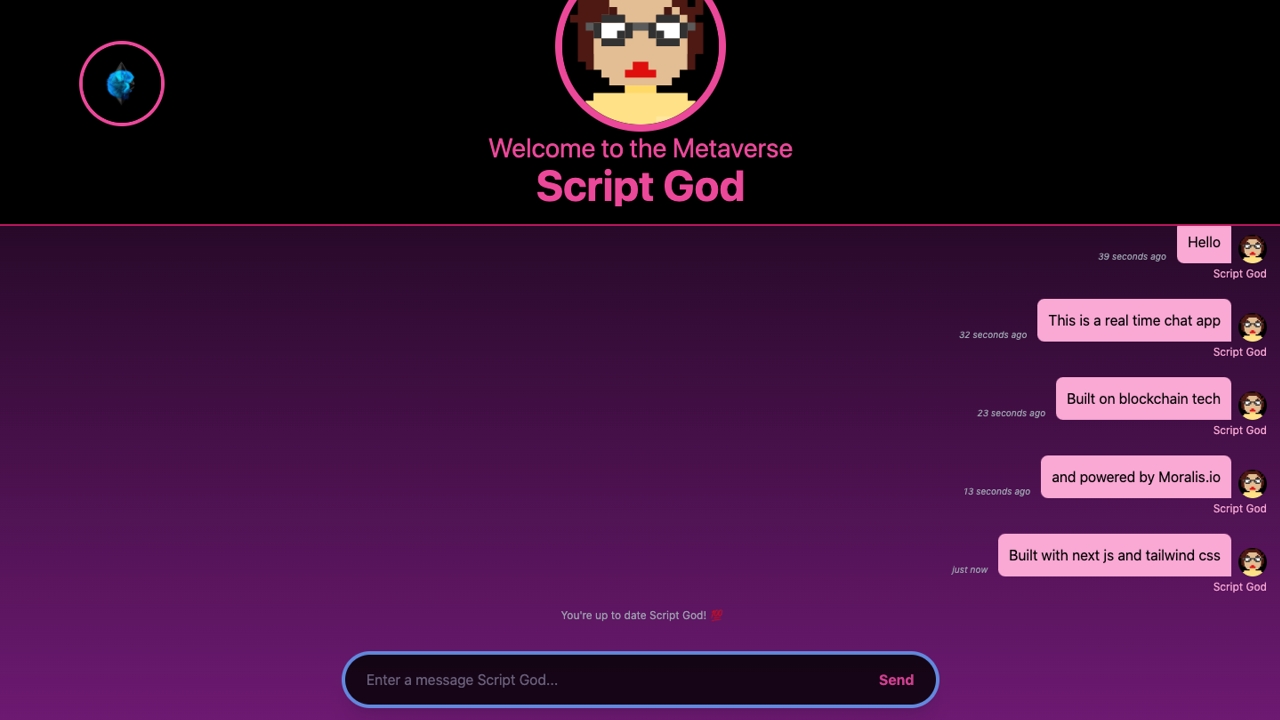 Welcome to the Metaverse
Script God
Hello
39 seconds ago
Script God
This is a real time chat app
32 seconds ago
Script God
Built on blockchain tech
23 seconds ago
Script God
and powered by Moralis.io
13 seconds ago
Script God
Built with next js and tailwind css
just now
Script God
You're up to date Script God! 💯
Enter a message Script God... Send